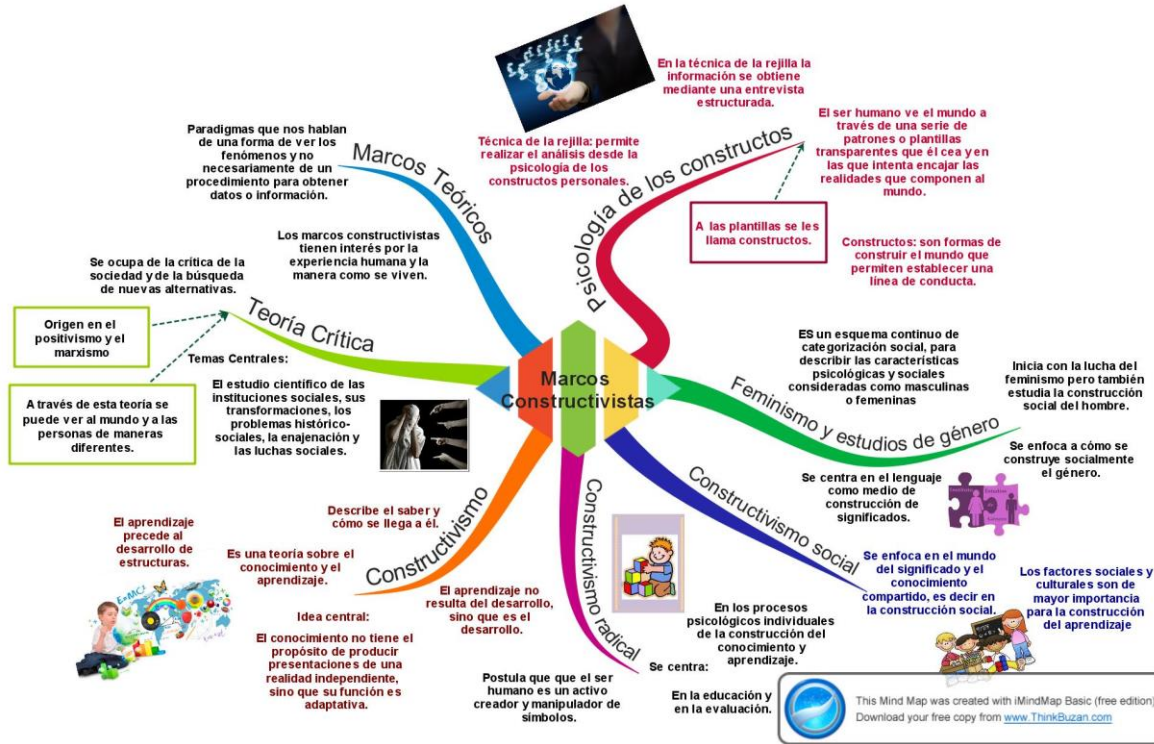 Marcos
Constructivistas
Marcos Teóricos
Paradigmas que nos hablan
de una forma de ver los
fenómenos y no
necesariamente de un
procedimiento para obtener
datos o información.
Los marcos constructivistas
tienen interés por la
experiencia humana y la
manera como se viven.
Psicología de los constructos
En la técnica de la rejilla la
información se obtiene
mediante una entrevista
estructurada.
Técnica de la rejilla: permite
realizar el análisis desde la
psicología de los
constructos personales.
El ser humano ve el mundo a
través de una serie de
patrones o plantillas
transparentes que él cea y en
las que intenta encajar las
realidades que componen al
mundo.
A las plantillas se les
llama constructos.
Constructos: son formas de
construir el mundo que
permiten establecer una
línea de conducta.
Teoría Crítica
Se ocupa de la crítica de la
sociedad y de la búsqueda
de nuevas alternativas.
Origen en el
positivismo y el
marxismo
A través de esta teoría se
puede ver al mundo y a las
personas de maneras
diferentes.
Temas Centrales:
El estudio científico de las
instituciones sociales, sus
transformaciones, los
problemas histórico-
sociales, la enajenación y
las luchas sociales.
Feminismo y estudios de género
ES un esquema continuo de
categorización social, para
describir las características
psicológicas y sociales
consideradas como masculinas
o femeninas
Inicia con la lucha del
feminismo pero también
estudia la construcción
social del hombre.
Se enfoca a cómo se
construye socialmente
el género.
Se centra en el lenguaje
como medio de
construcción de
significados.
Constructivismo
Describe el saber y
cómo se llega a él.
El aprendizaje
precede al
desarrollo de
estructuras.
Es una teoría sobre el
conocimiento y el
aprendizaje.
El aprendizaje no
resulta del desarrollo,
sino que es el
desarrollo.
Idea central:
El conocimiento no tiene el
propósito de producir
presentaciones de una
realidad independiente,
sino que su función es
adaptativa.
E=MC
Constructivismo radical
Postula que que el ser
humano es un activo
creador y manipulador de
símbolos.
Se centra:
En los procesos
psicológicos individuales
de la construcción del
conocimiento y
aprendizaje.
En la educación y
en la evaluación.
Constructivismo social
Se enfoca en el mundo
del significado y el
conocimiento
compartido, es decir en
la construcción social.
Los factores sociales y
culturales son de
mayor importancia
para la construcción
del aprendizaje
This Mind Map was created with iMindMap Basic (free edition)
Download your free copy from www.ThinkBuzan.com